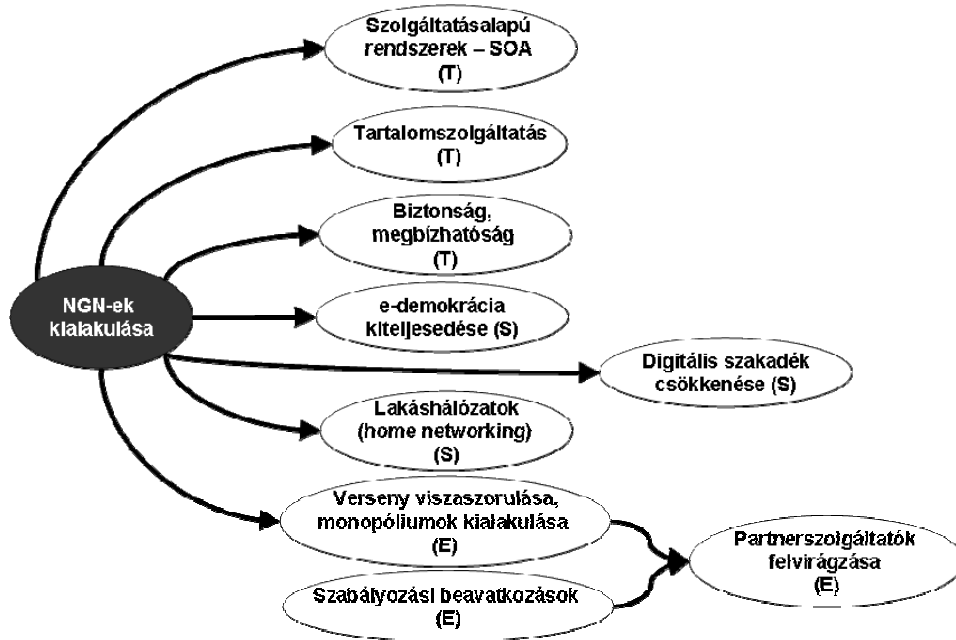 Szolgáltatásalapú
rendszerek – SOA
(T)
Tartalomszolgáltatás
(T)
Biztonság,
megbízhatóság
(T)
NGN-ek
kialakulása
e-demokrácia
kiteljesedése (S)
Digitális szakadék
csökkenése (S)
Lakáshálózatok
(home networking)
(S)
Verseny viszaszorulása,
monopóliumok kialakulása
(E)
Partnerszolgáltatók
felvirágzása
(E)
Szabályozási beavatkozások
(E)